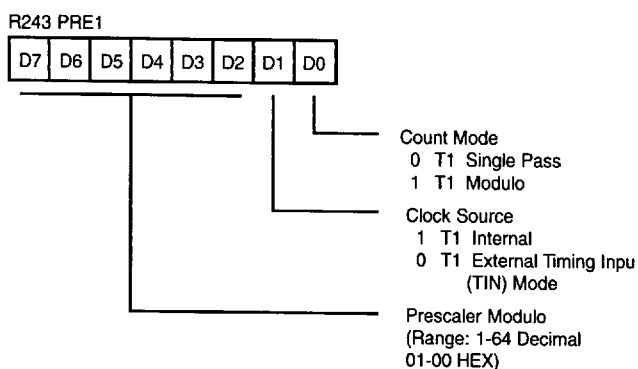 R243 PRE1
D7 D6 D5 D4 D3 D2 D1 D0
Count Mode
0 T1 Single Pass
1 T1 Modulo
Clock Source
1 T1 Internal
0 T1 External Timing Inpu
(TIN) Mode
Prescaler Modulo
(Range: 1-64 Decimal
01-00 HEX)